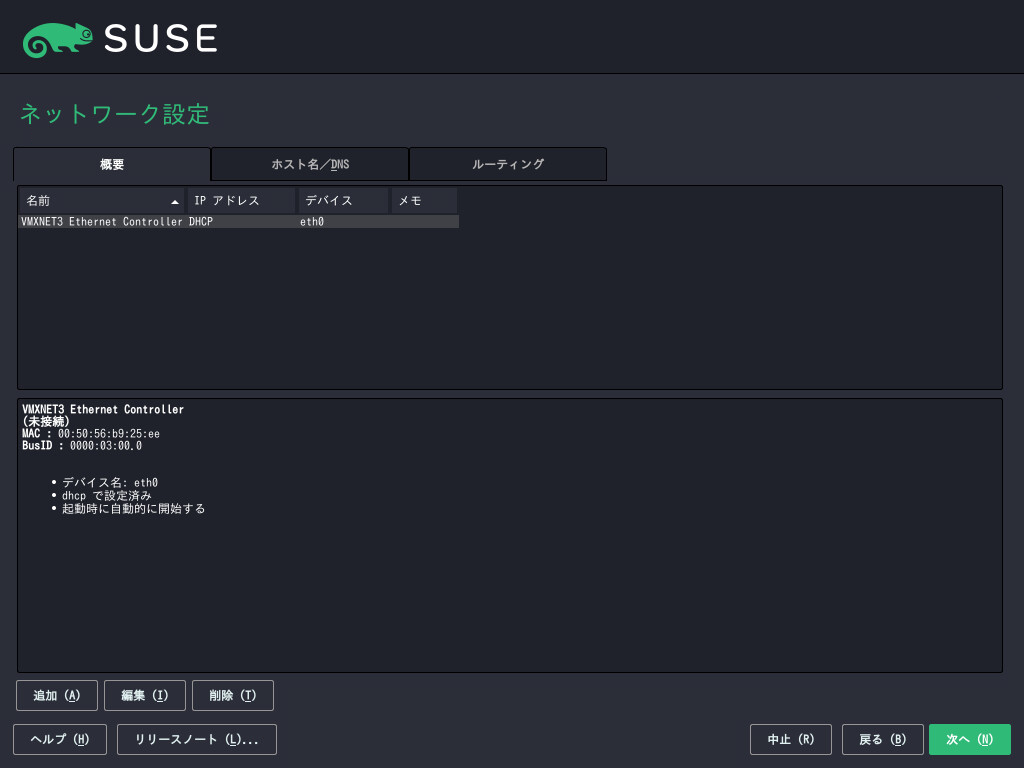 SUSE
ネットワーク設定
概要 ホスト名／DNS ルーティング
名前 IP アドレス デバイス メモ
VMXNET3 Ethernet Controller DHCP eth0
VMXNET3 Ethernet Controller
(未接続)
MAC : 00:50:56:b9:25:ee
BusID : 0000:03:00.0
• デバイス名: eth0
• dhcp で設定済み
• 起動時に自動的に開始する
追加 (A) 編集 (I) 削除 (T)
ヘルプ (H) リリースノート (L)... 中止 (R) 戻る (B) 次へ (N)